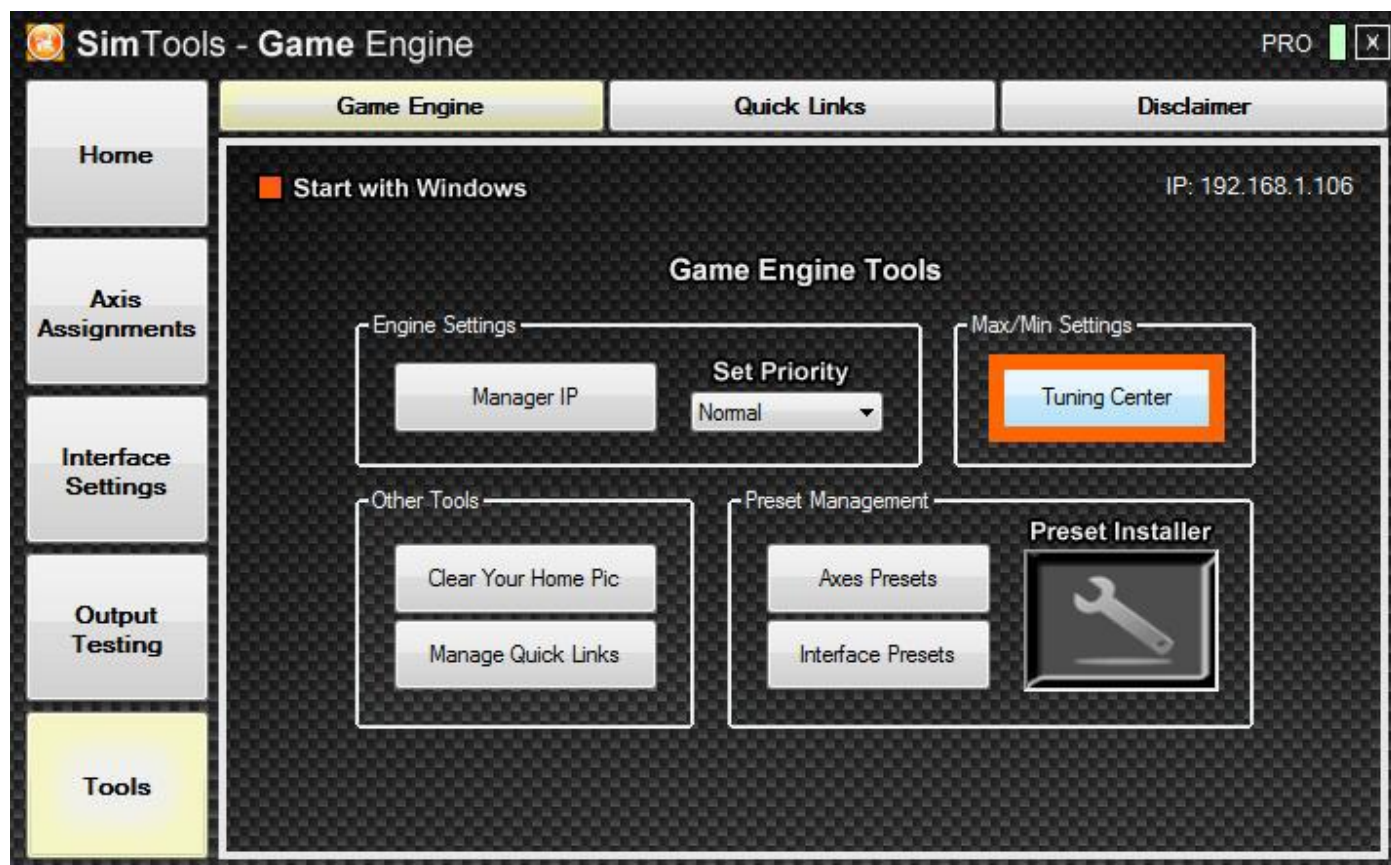 SimTools - Game Engine
PRO
X
Game Engine
Quick Links
Disclaimer
Home
Axis
Assignments
Interface
Settings
Output
Testing
Tools
Start with Windows
IP: 192.168.1.106
Game Engine Tools
Engine Settings
Manager IP
Set Priority
Normal
Max/Min Settings
Tuning Center
Other Tools
Clear Your Home Pic
Manage Quick Links
Preset Management
Axes Presets
Interface Presets
Preset Installer